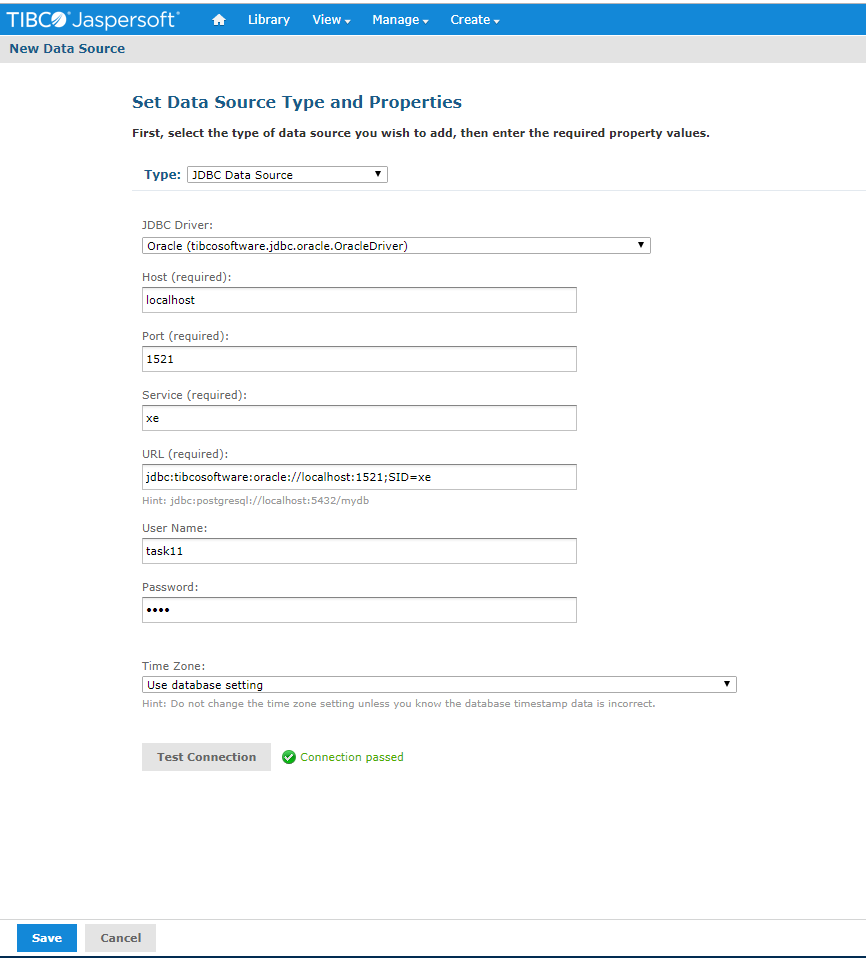 TIBCO Jaspersoft® Library View Manage Create
New Data Source
Set Data Source Type and Properties
First, select the type of data source you wish to add, then enter the required property values.
Type: JDBC Data Source
JDBC Driver:
Oracle (tibcosoftware.jdbc.oracle.OracleDriver)
Host (required):
localhost
Port (required):
1521
Service (required):
xe
URL (required):
jdbc:tibcosoftware:oracle://localhost:1521;SID=xe
Hint: jdbc:postgresql://localhost:5432/mydb
User Name:
task11
Password:
••••
Time Zone:
Use database setting
Hint: Do not change the time zone setting unless you know the database timestamp data is incorrect.
Test Connection Connection passed
Save Cancel